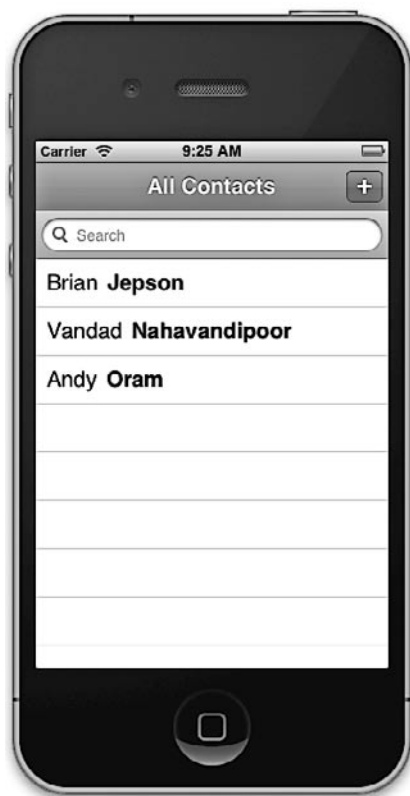 Carrier 9:25 AM
All Contacts +
Search
Brian Jepson
Vandad Nahavandipoor
Andy Oram